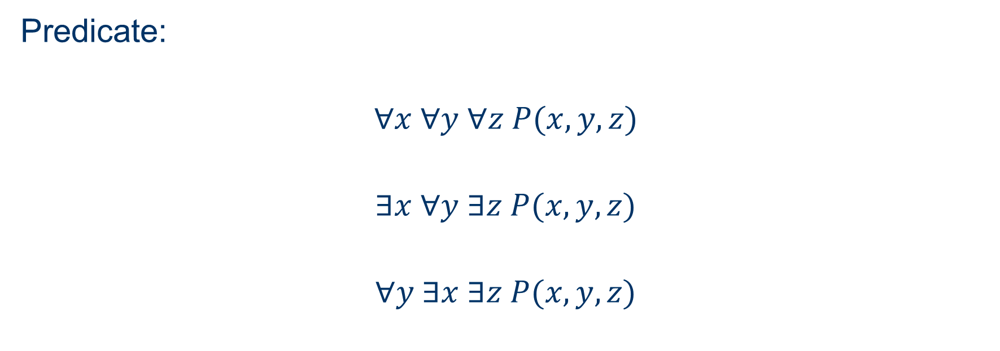 Predicate:
∀x ∀y ∀z P(x, y, z)
∃x ∀y ∃z P(x, y, z)
∀y ∃x ∃z P(x, y, z)